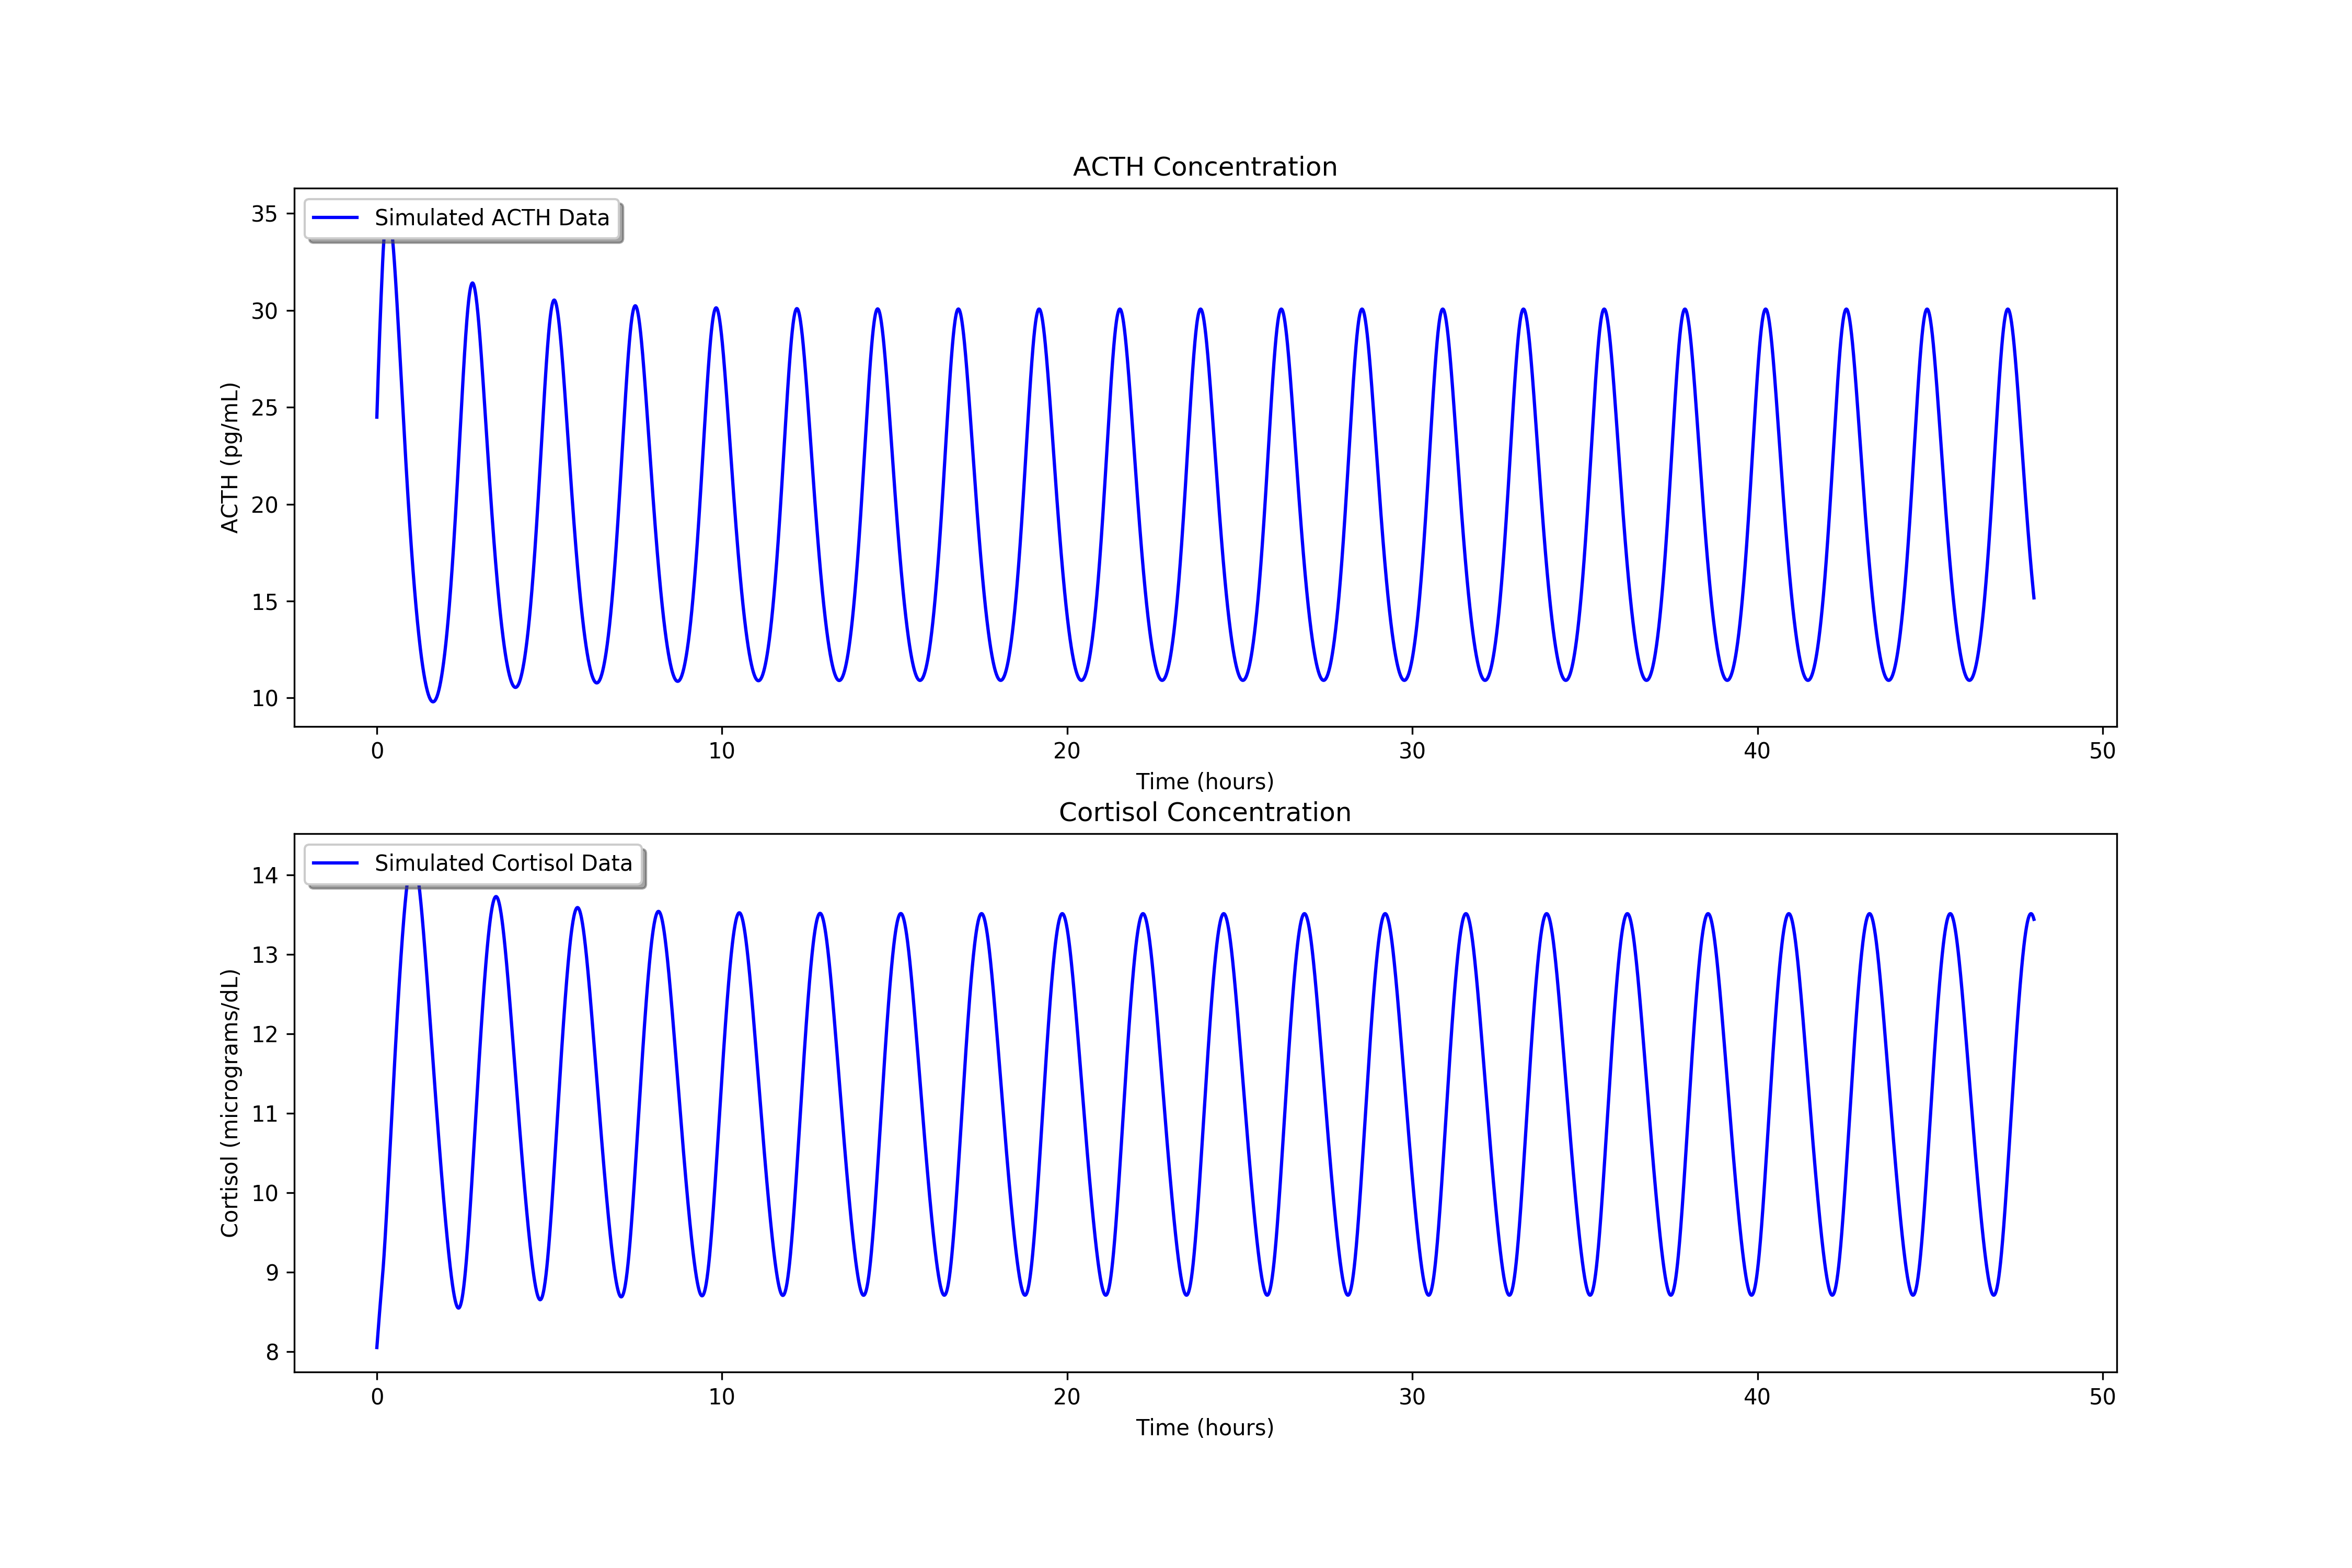 ACTH Concentration
Simulated ACTH Data
35
30
25
20
15
10
ACTH (pg/mL)
0 10 20 30 40 50
Time (hours)
Cortisol Concentration
Simulated Cortisol Data
14
13
12
11
10
9
8
Cortisol (micrograms/dL)
0 10 20 30 40 50
Time (hours)